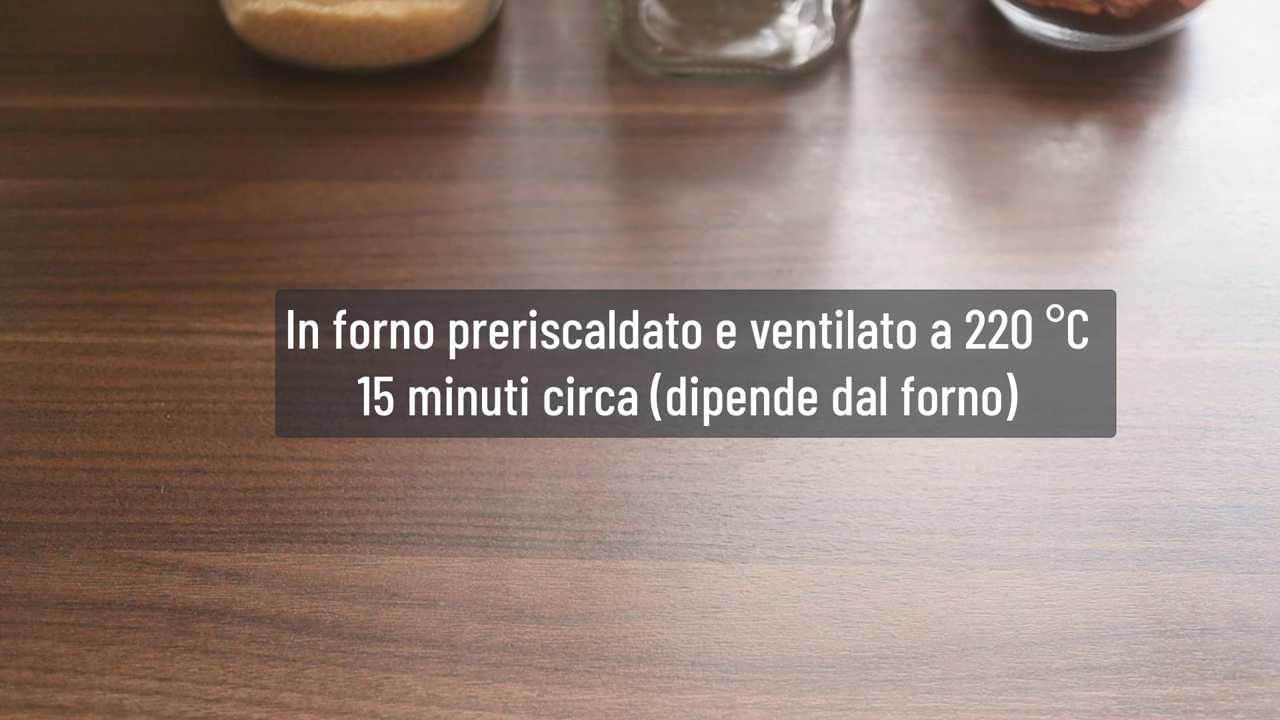 In forno preriscaldato e ventilato a 220 °C
15 minuti circa (dipende dal forno)